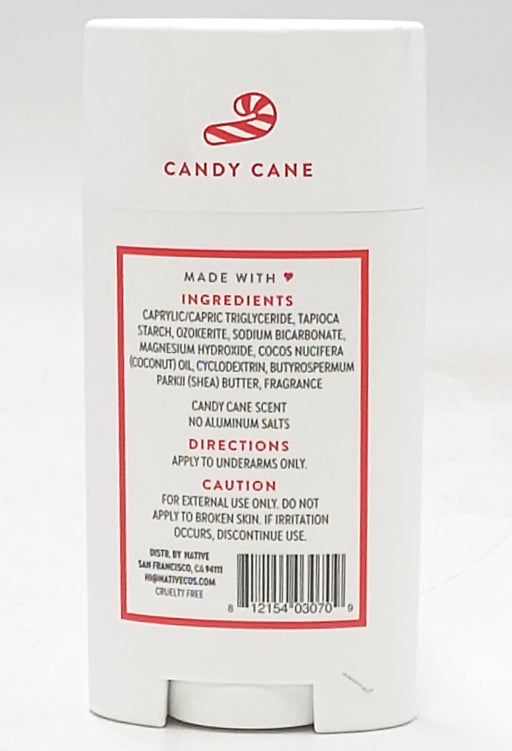 CANDY CANE
MADE WITH ♥
INGREDIENTS
CAPRYLIC/CAPRIC TRIGLYCERIDE, TAPIOCA
STARCH, OZOKERITE, SODIUM BICARBONATE,
MAGNESIUM HYDROXIDE, COCOS NUCIFERA
(COCONUT) OIL, CYCLODEXTRIN, BUTYROSPERMUM
PARKII (SHEA) BUTTER, FRAGRANCE
CANDY CANE SCENT
NO ALUMINUM SALTS
DIRECTIONS
APPLY TO UNDERARMS ONLY.
CAUTION
FOR EXTERNAL USE ONLY. DO NOT
APPLY TO BROKEN SKIN. IF IRRITATION
OCCURS, DISCONTINUE USE.
DISTR. BY NATIVE
SAN FRANCISCO, CA 94111
HI@NATIVECOS.COM
CRUELTY FREE
8 12154 03070 9